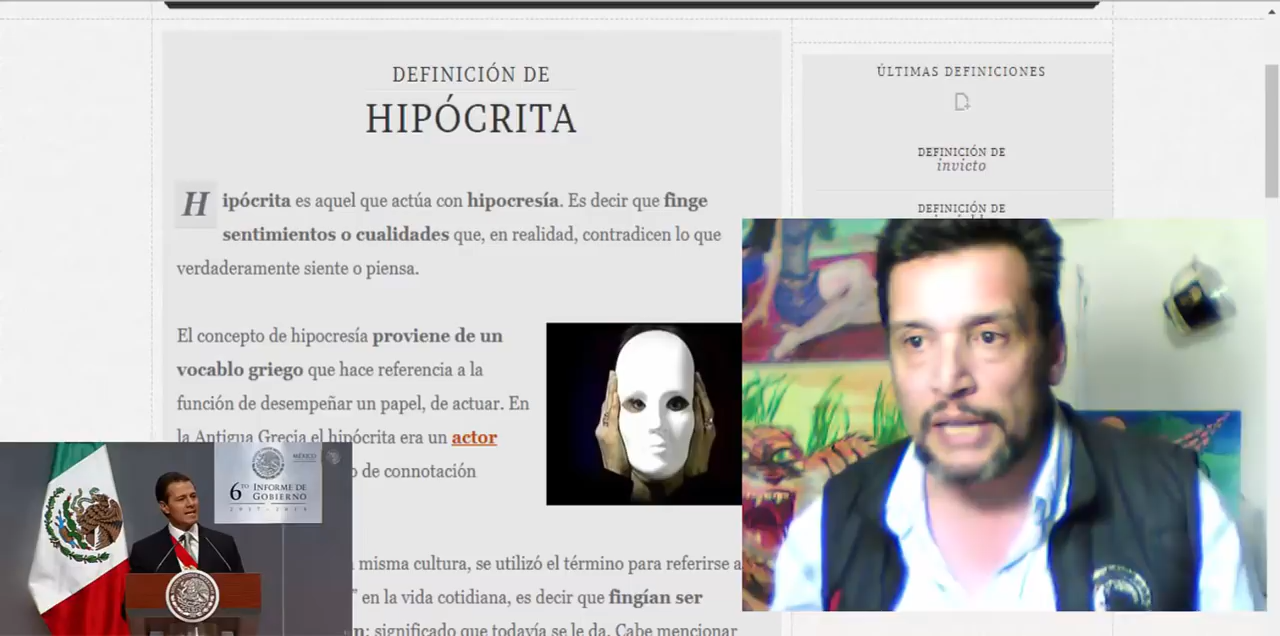 DEFINICIÓN DE
HIPÓCRITA
Hipócrita es aquel que actúa con hipocresía. Es decir que finge
sentimientos o cualidades que, en realidad, contradicen lo que
verdaderamente siente o piensa.
El concepto de hipocresía proviene de un
vocablo griego que hace referencia a la
función de desempeñar un papel, de actuar. En
la Antigua Grecia el hipócrita era un actor
o de connotación
misma cultura, se utilizó el término para referirse a
" en la vida cotidiana, es decir que fingían ser
n; significado que todavía se le da. Cabe mencionar
ÚLTIMAS DEFINICIONES
DEFINICIÓN DE
invicto
DEFINICIÓN DE
MÉXICO
6TO INFORME DE
GOBIERNO
2017-2018